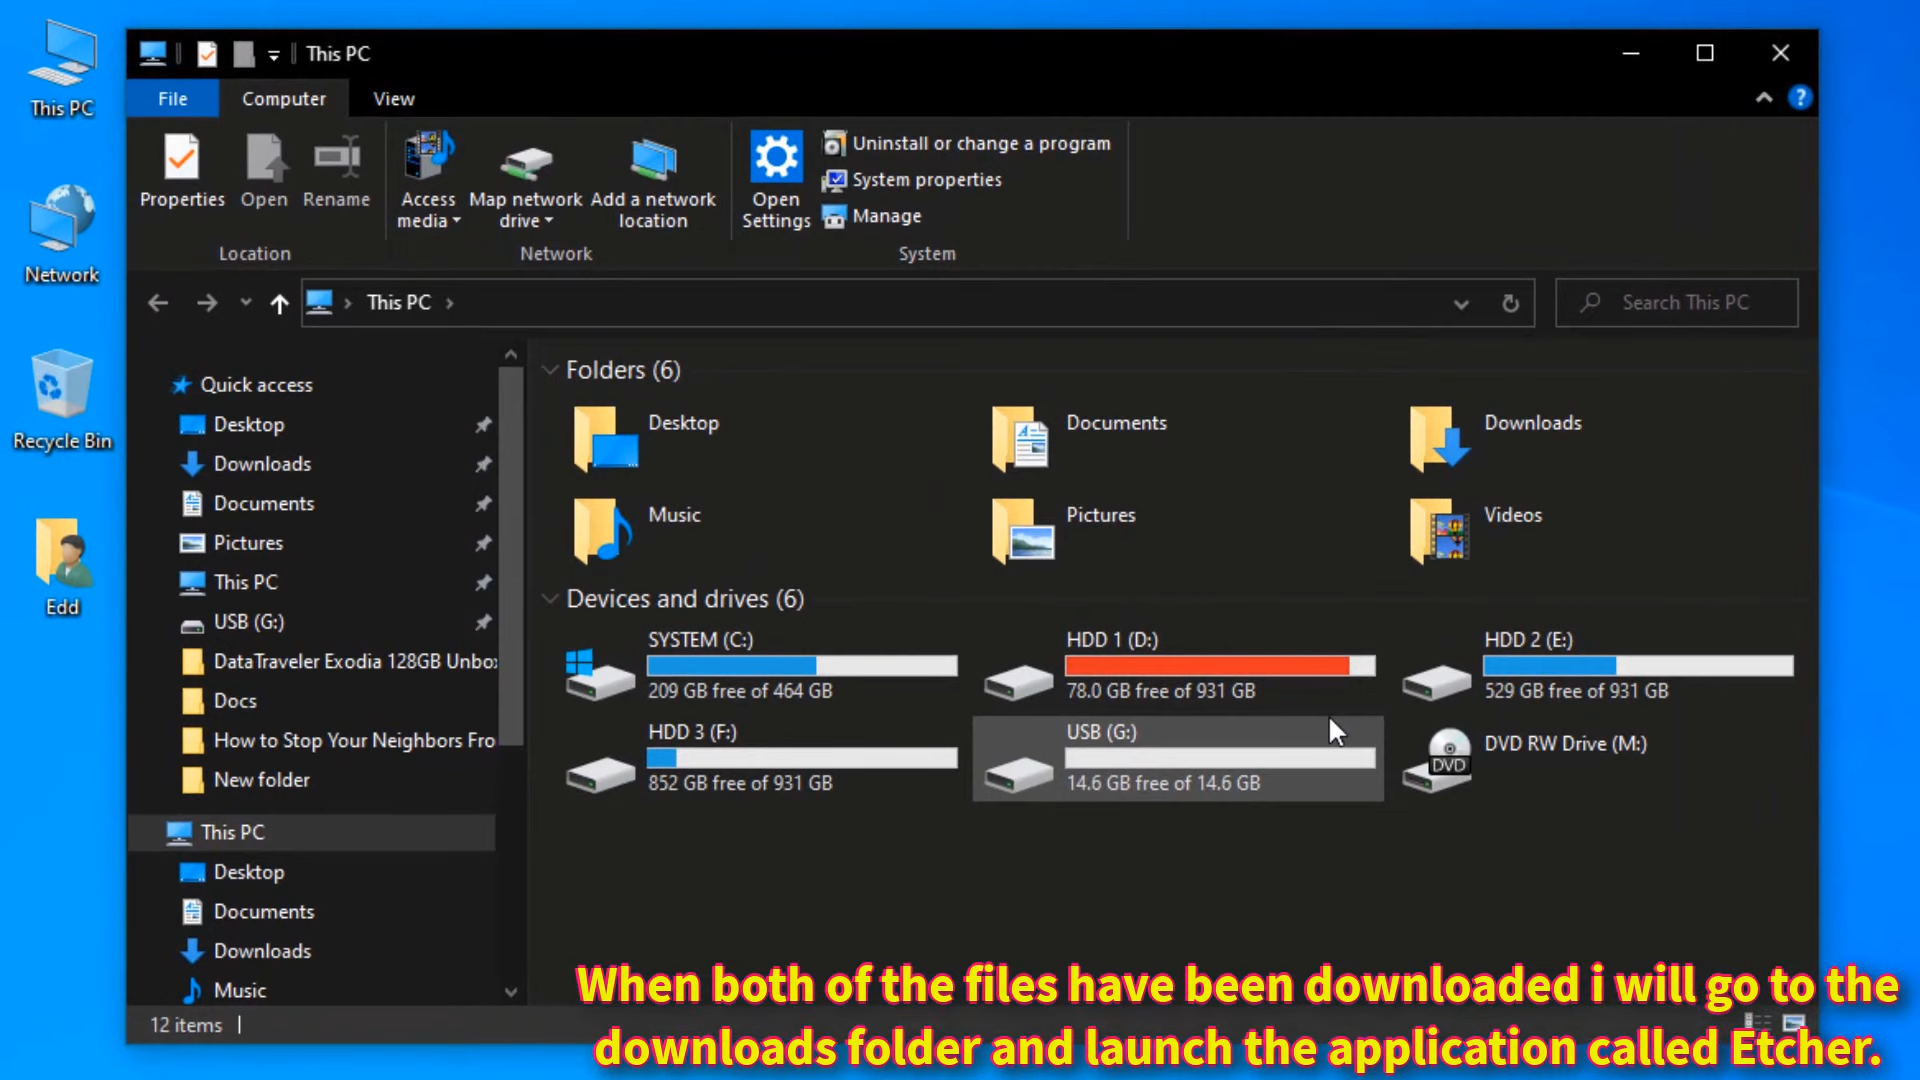 This PC
Network
Recycle Bin
Edd
This PC
File
Computer
View
Properties
Open
Rename
Access media
Map network drive
Add a network location
Open Settings
Uninstall or change a program
System properties
Manage
Location
Network
System
This PC
Search This PC
Quick access
Desktop
Downloads
Documents
Pictures
This PC
USB (G:)
DataTraveler Exodia 128GB Unbo
Docs
How to Stop Your Neighbors Fro
New folder
This PC
Desktop
Documents
Downloads
Music
Folders (6)
Desktop
Documents
Downloads
Music
Pictures
Videos
Devices and drives (6)
SYSTEM (C:)
209 GB free of 464 GB
HDD 1 (D:)
78.0 GB free of 931 GB
HDD 2 (E:)
529 GB free of 931 GB
HDD 3 (F:)
852 GB free of 931 GB
USB (G:)
14.6 GB free of 14.6 GB
DVD
DVD RW Drive (M:)
12 items
When both of the files have been downloaded i will go to the
downloads folder and launch the application called Etcher.